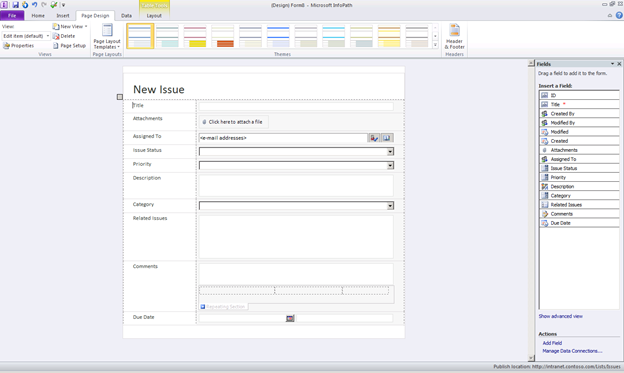 (Design) Form8 - Microsoft InfoPath
File Home Insert Page Design Data Layout
View:
Edit item (default)
Properties
New View
Delete
Page Setup
Views
Page Layout
Templates
Page Layouts
Themes
Header
& Footer
Headers
New Issue
Title
Attachments
Click here to attach a file
Assigned To
<e-mail addresses>
Issue Status
Priority
Description
Category
Related Issues
Comments
Repeating Section
Due Date
Fields
Drag a field to add it to the form.
Insert a Field:
ID
Title *
Created By
Modified By
Modified
Created
Attachments
Assigned To
Issue Status
Priority
Description
Category
Related Issues
Comments
Due Date
Show advanced view
Actions
Add Field
Manage Data Connections...
Publish location: http://intranet.contoso.com/Lists/Issues